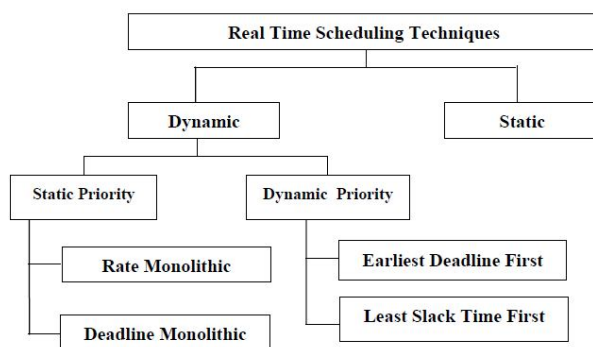 Real Time Scheduling Techniques
Dynamic
Static
Static Priority
Dynamic Priority
Rate Monolithic
Earliest Deadline First
Deadline Monolithic
Least Slack Time First